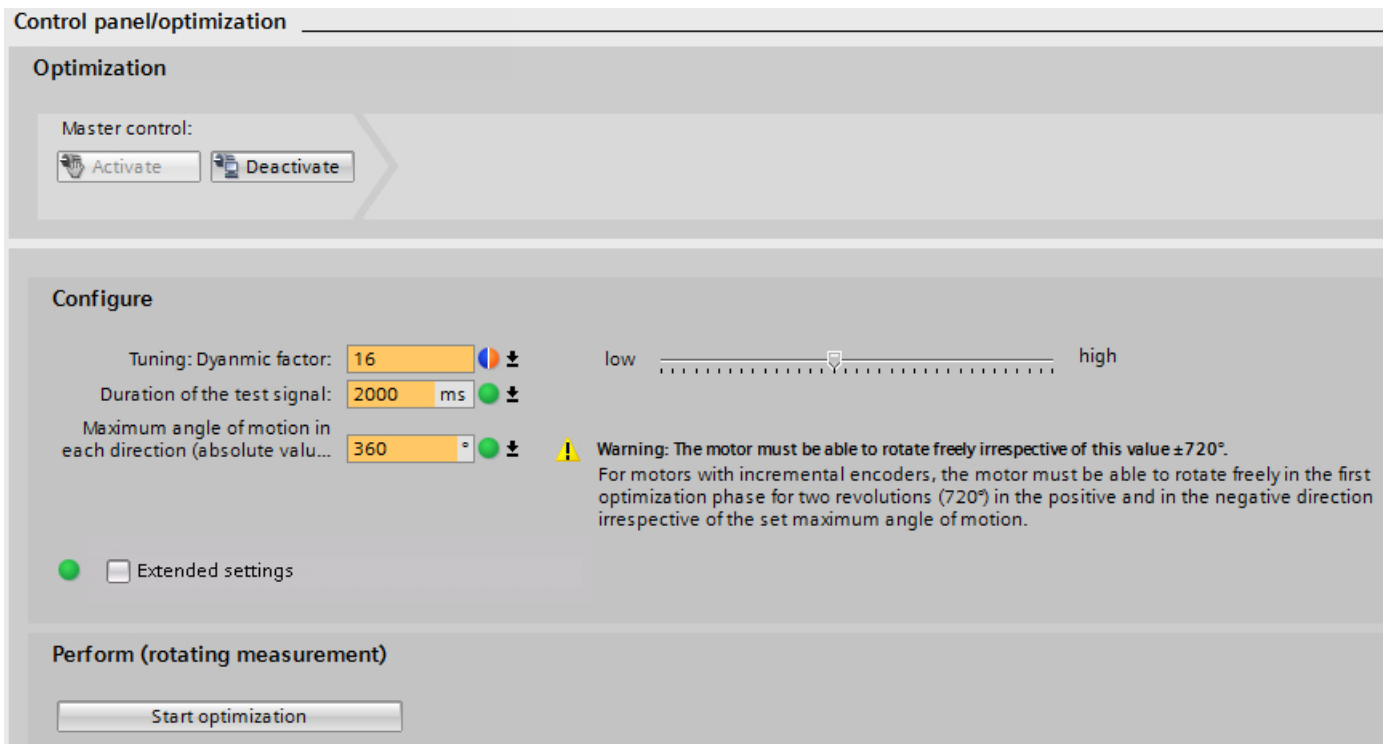 Control panel/optimization
Optimization
Master control:
Activate
Deactivate
Configure
Tuning: Dyanmic factor: 16 low high
Duration of the test signal: 2000 ms
Maximum angle of motion in
each direction (absolute valu... 360 °
Warning: The motor must be able to rotate freely irrespective of this value ±720°.
For motors with incremental encoders, the motor must be able to rotate freely in the first
optimization phase for two revolutions (720°) in the positive and in the negative direction
irrespective of the set maximum angle of motion.
Extended settings
Perform (rotating measurement)
Start optimization